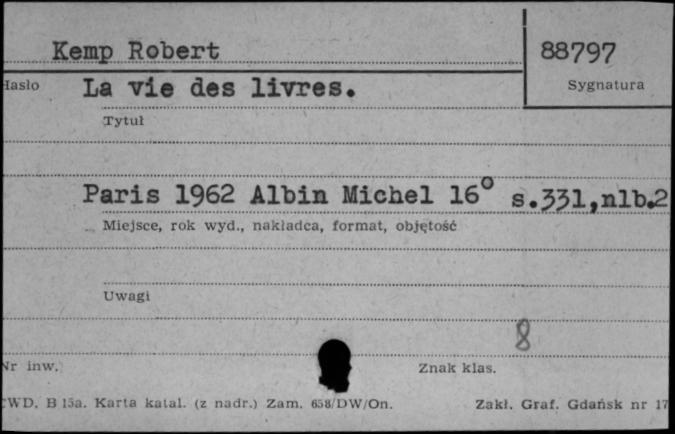 Kemp Robert
88797
Hasło
Sygnatura
La vie des livres.
Tytuł
Paris 1962 Albin Michel 16° s.331,nlb.2
Miejsce, rok wyd., nakładca, format, objętość
Uwagi
8
Nr inw.
Znak klas.
CWD, B 15a. Karta katal. (z nadr.) Zam. 658/DW/On.
Zakł. Graf. Gdańsk nr 17